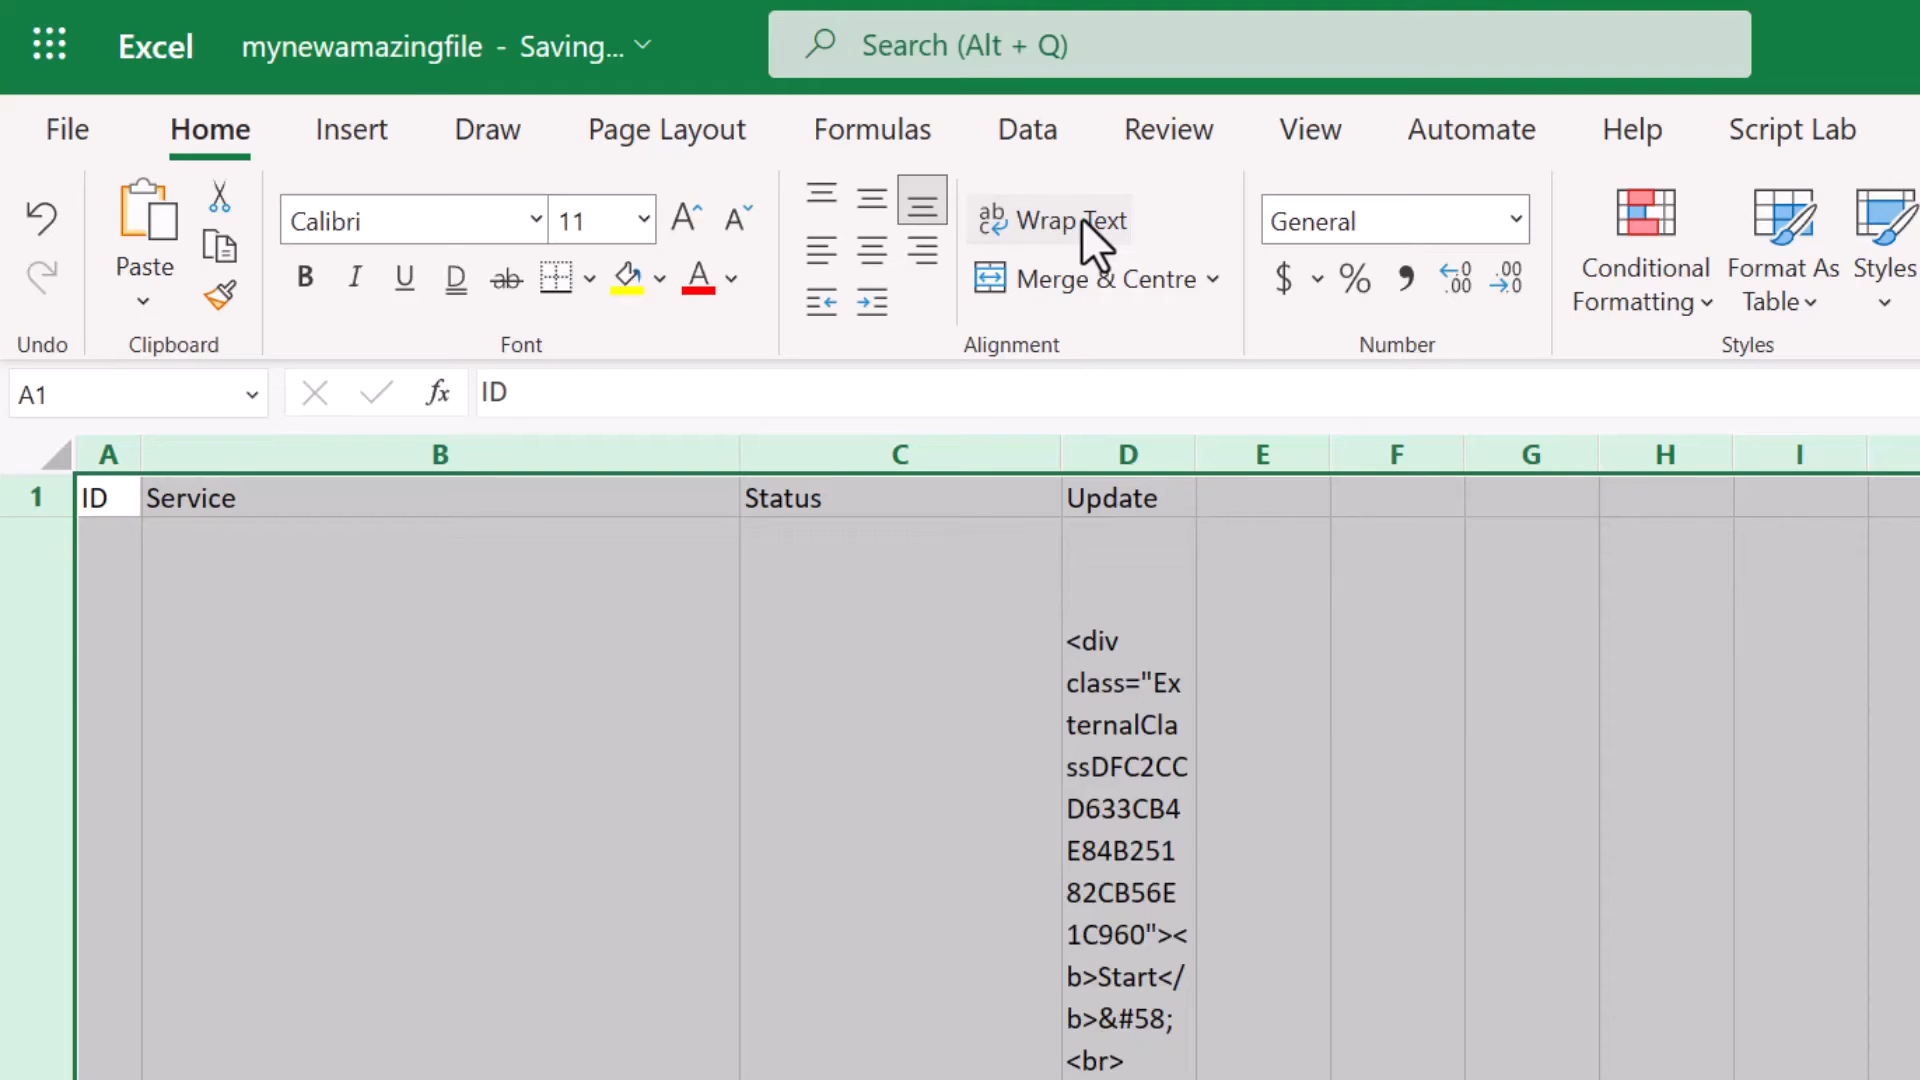 Excel mynewamazingfile - Saving... Search (Alt + Q)
File Home Insert Draw Page Layout Formulas Data Review View Automate Help Script Lab
Calibri 11 Wrap Text General
Paste Merge & Centre Conditional Formatting Format As Table Styles
Undo Clipboard Font Alignment Number Styles
A1 fx ID
A B C D E F G H I
1 ID Service Status Update
<div
class="Ex
ternalCla
ssDFC2CC
D633CB4
E84B251
82CB56E
1C960"><
b>Start</
b>&#58;
<br>